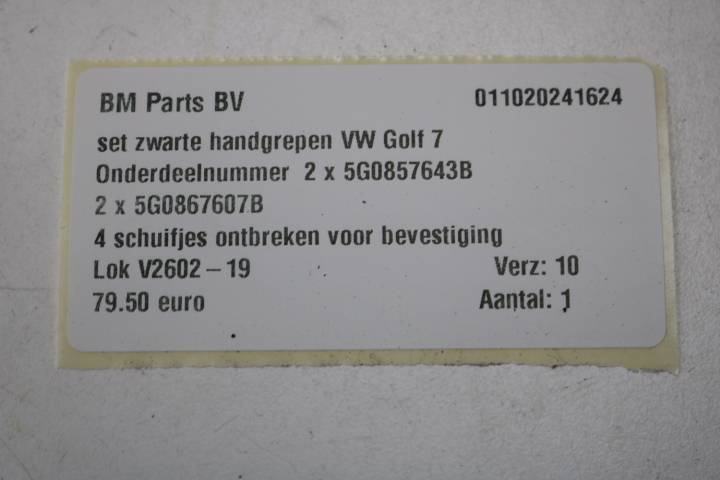 BM Parts BV 011020241624
set zwarte handgrepen VW Golf 7
Onderdeelnummer 2 x 5G0857643B
2 x 5G0867607B
4 schuifjes ontbreken voor bevestiging
Lok V2602-19 Verz: 10
79.50 euro Aantal: 1